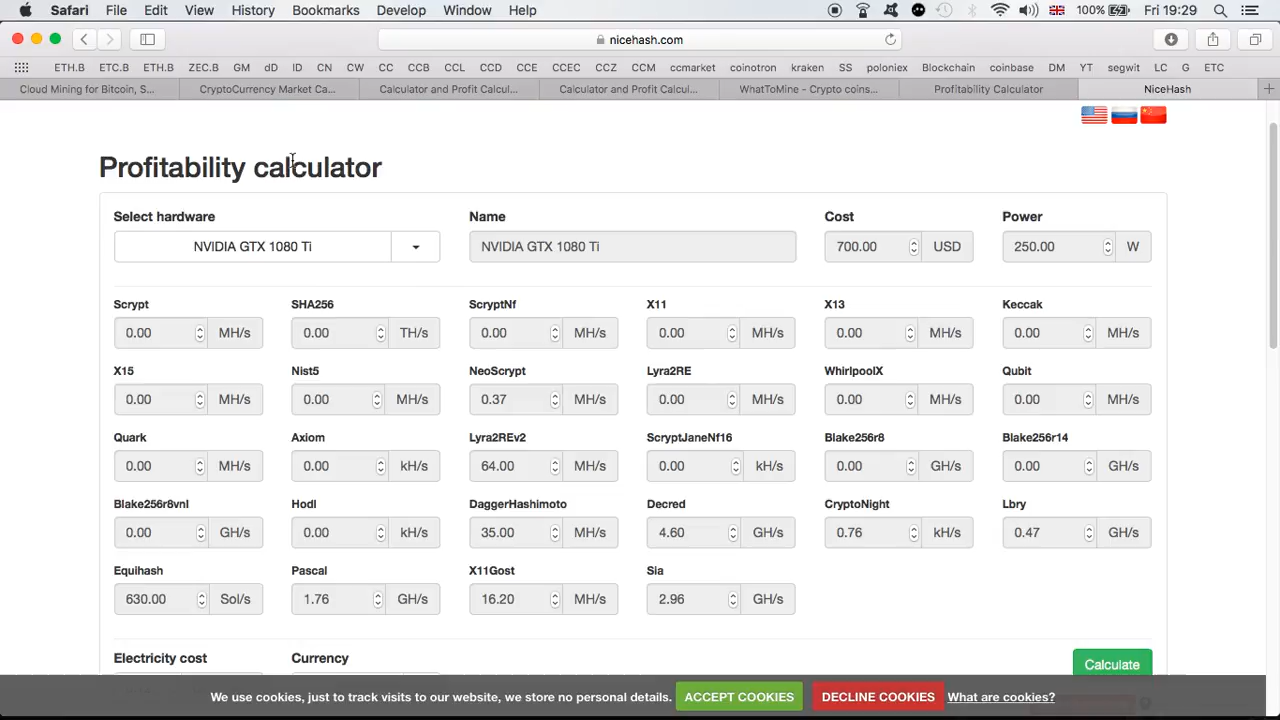 Safari File Edit View History Bookmarks Develop Window Help 100% Fri 19:29
nicehash.com
ETH.B ETC.B ETH.B ZEC.B GM dD ID CN CW CC CCB CCL CCD CCE CCEC CCZ CCM ccmarket coinotron kraken SS poloniex Blockchain coinbase DM YT segwit LC G ETC
Cloud Mining for Bitcoin, S... CryptoCurrency Market Ca... Calculator and Profit Calcul... Calculator and Profit Calcul... WhatToMine - Crypto coins... Profitability Calculator NiceHash
Profitability calculator
Select hardware Name Cost Power
NVIDIA GTX 1080 Ti NVIDIA GTX 1080 Ti 700.00 USD 250.00 W
Scrypt SHA256 ScryptNf X11 X13 Keccak
0.00 MH/s 0.00 TH/s 0.00 MH/s 0.00 MH/s 0.00 MH/s 0.00 MH/s
X15 Nist5 NeoScrypt Lyra2RE WhirlpoolX Qubit
0.00 MH/s 0.00 MH/s 0.37 MH/s 0.00 MH/s 0.00 MH/s 0.00 MH/s
Quark Axiom Lyra2REv2 ScryptJaneNf16 Blake256r8 Blake256r14
0.00 MH/s 0.00 kH/s 64.00 MH/s 0.00 kH/s 0.00 GH/s 0.00 GH/s
Blake256r8vnl Hodl DaggerHashimoto Decred CryptoNight Lbry
0.00 GH/s 0.00 kH/s 35.00 MH/s 4.60 GH/s 0.76 kH/s 0.47 GH/s
Equihash Pascal X11Gost Sia
630.00 Sol/s 1.76 GH/s 16.20 MH/s 2.96 GH/s
Electricity cost Currency
Calculate
We use cookies, just to track visits to our website, we store no personal details. ACCEPT COOKIES DECLINE COOKIES What are cookies?